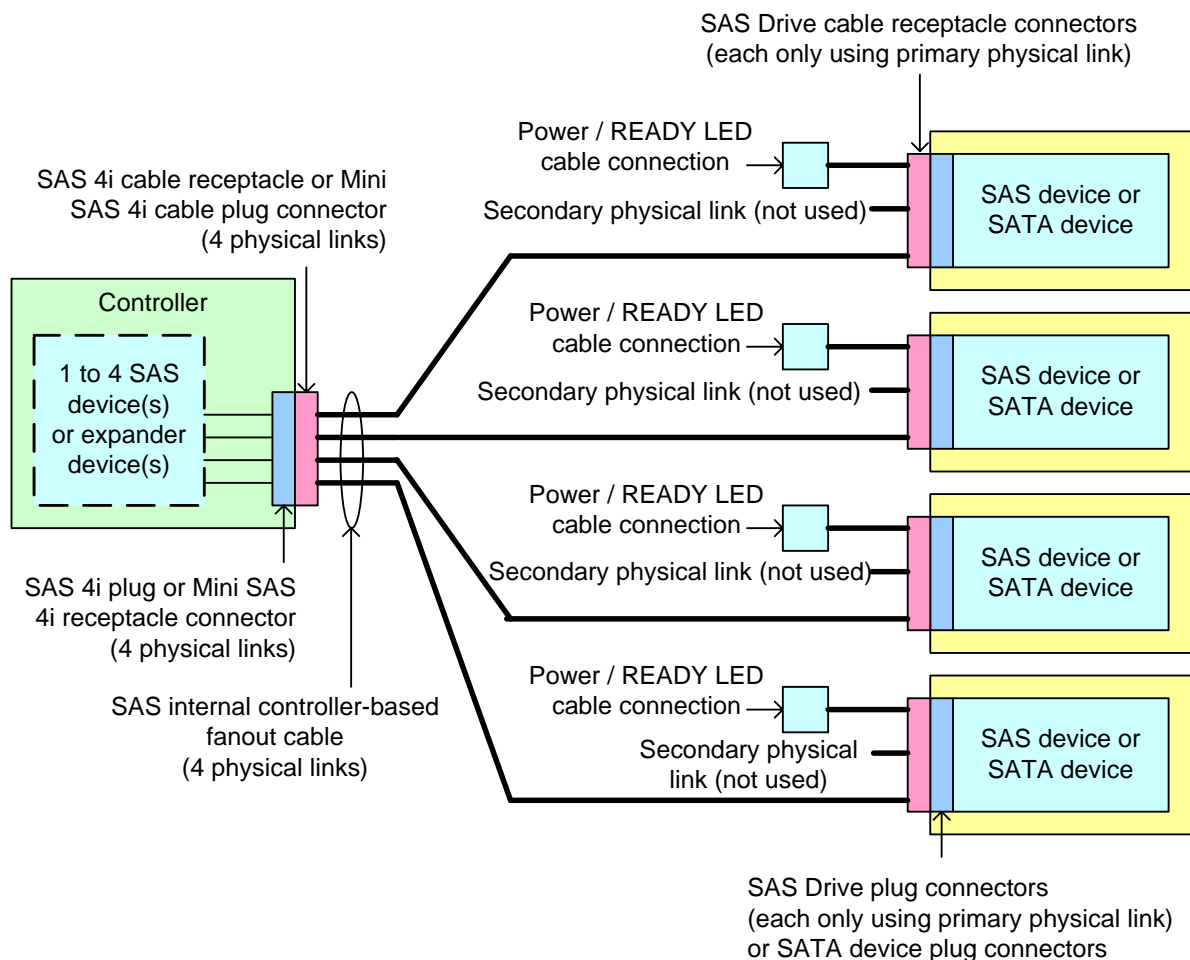 SAS Drive cable receptacle connectors
(each only using primary physical link)
Power / READY LED
cable connection
SAS 4i cable receptacle or Mini
SAS 4i cable plug connector
(4 physical links)
Secondary physical link (not used)
SAS device or
SATA device
Controller
1 to 4 SAS
device(s)
or expander
device(s)
Power / READY LED
cable connection
Secondary physical link (not used)
SAS device or
SATA device
Power / READY LED
cable connection
Secondary physical link (not used)
SAS device or
SATA device
SAS 4i plug or Mini SAS
4i receptacle connector
(4 physical links)
SAS internal controller-based
fanout cable
(4 physical links)
Power / READY LED
cable connection
Secondary physical
link (not used)
SAS device or
SATA device
SAS Drive plug connectors
(each only using primary physical link)
or SATA device plug connectors